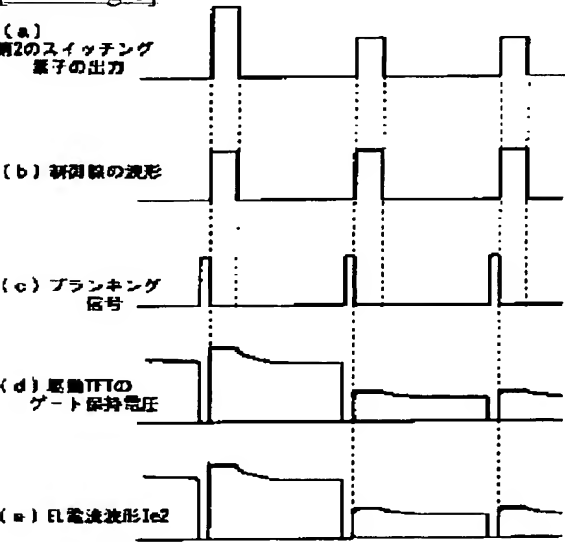 (a)
第2のスイッチング
素子の出力
(b) 制御線の波形
(c) ブランキング
信号
(d) 駆動TFTの
ゲート保持電圧
(e) EL電流波形Ie2